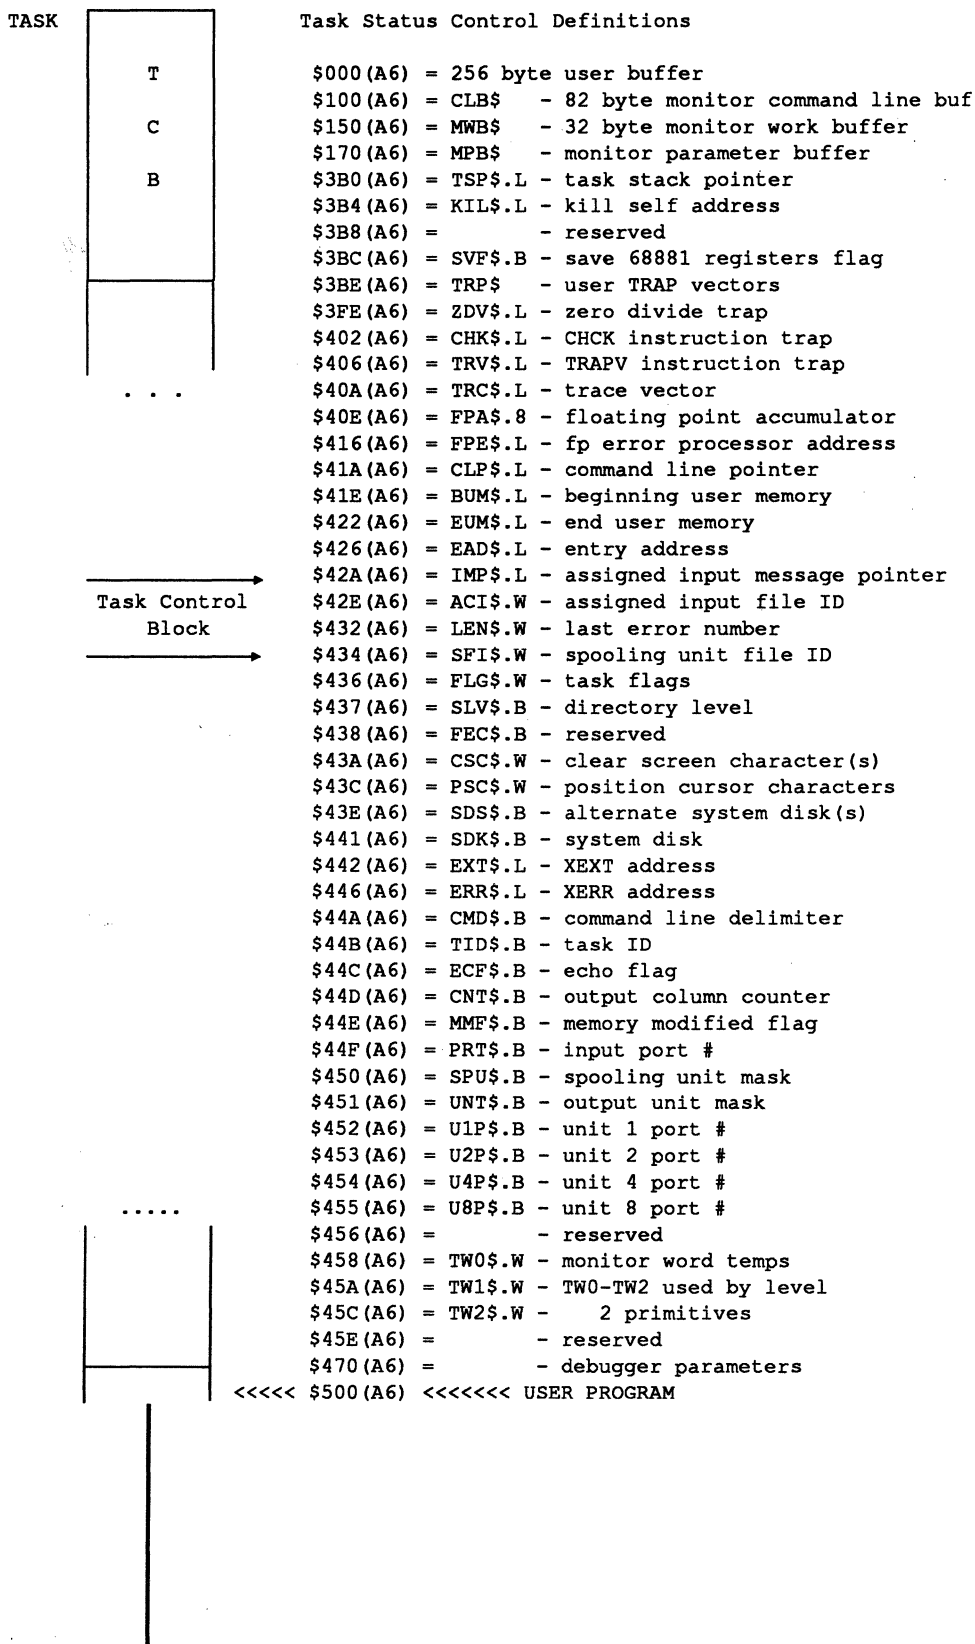 TASK Task Status Control Definitions
T $000(A6) = 256 byte user buffer
$100(A6) = CLB$ - 82 byte monitor command line buf
C $150(A6) = MWB$ - 32 byte monitor work buffer
$170(A6) = MPB$ - monitor parameter buffer
B $3B0(A6) = TSP$.L - task stack pointer
$3B4(A6) = KIL$.L - kill self address
$3B8(A6) = - reserved
$3BC(A6) = SVF$.B - save 68881 registers flag
$3BE(A6) = TRP$ - user TRAP vectors
$3FE(A6) = ZDV$.L - zero divide trap
$402(A6) = CHK$.L - CHCK instruction trap
$406(A6) = TRV$.L - TRAPV instruction trap
. . . $40A(A6) = TRC$.L - trace vector
$40E(A6) = FPA$.8 - floating point accumulator
$416(A6) = FPE$.L - fp error processor address
$41A(A6) = CLP$.L - command line pointer
$41E(A6) = BUM$.L - beginning user memory
$422(A6) = EUM$.L - end user memory
$426(A6) = EAD$.L - entry address
$42A(A6) = IMP$.L - assigned input message pointer
Task Control $42E(A6) = ACI$.W - assigned input file ID
Block $432(A6) = LEN$.W - last error number
$434(A6) = SFI$.W - spooling unit file ID
$436(A6) = FLG$.W - task flags
$437(A6) = SLV$.B - directory level
$438(A6) = FEC$.B - reserved
$43A(A6) = CSC$.W - clear screen character(s)
$43C(A6) = PSC$.W - position cursor characters
$43E(A6) = SDS$.B - alternate system disk(s)
$441(A6) = SDK$.B - system disk
$442(A6) = EXT$.L - XEXT address
$446(A6) = ERR$.L - XERR address
$44A(A6) = CMD$.B - command line delimiter
$44B(A6) = TID$.B - task ID
$44C(A6) = ECF$.B - echo flag
$44D(A6) = CNT$.B - output column counter
$44E(A6) = MMF$.B - memory modified flag
$44F(A6) = PRT$.B - input port #
$450(A6) = SPU$.B - spooling unit mask
$451(A6) = UNT$.B - output unit mask
$452(A6) = U1P$.B - unit 1 port #
$453(A6) = U2P$.B - unit 2 port #
$454(A6) = U4P$.B - unit 4 port #
..... $455(A6) = U8P$.B - unit 8 port #
$456(A6) = - reserved
$458(A6) = TW0$.W - monitor word temps
$45A(A6) = TW1$.W - TW0-TW2 used by level
$45C(A6) = TW2$.W - 2 primitives
$45E(A6) = - reserved
$470(A6) = - debugger parameters
<<<<< $500(A6) <<<<<<< USER PROGRAM